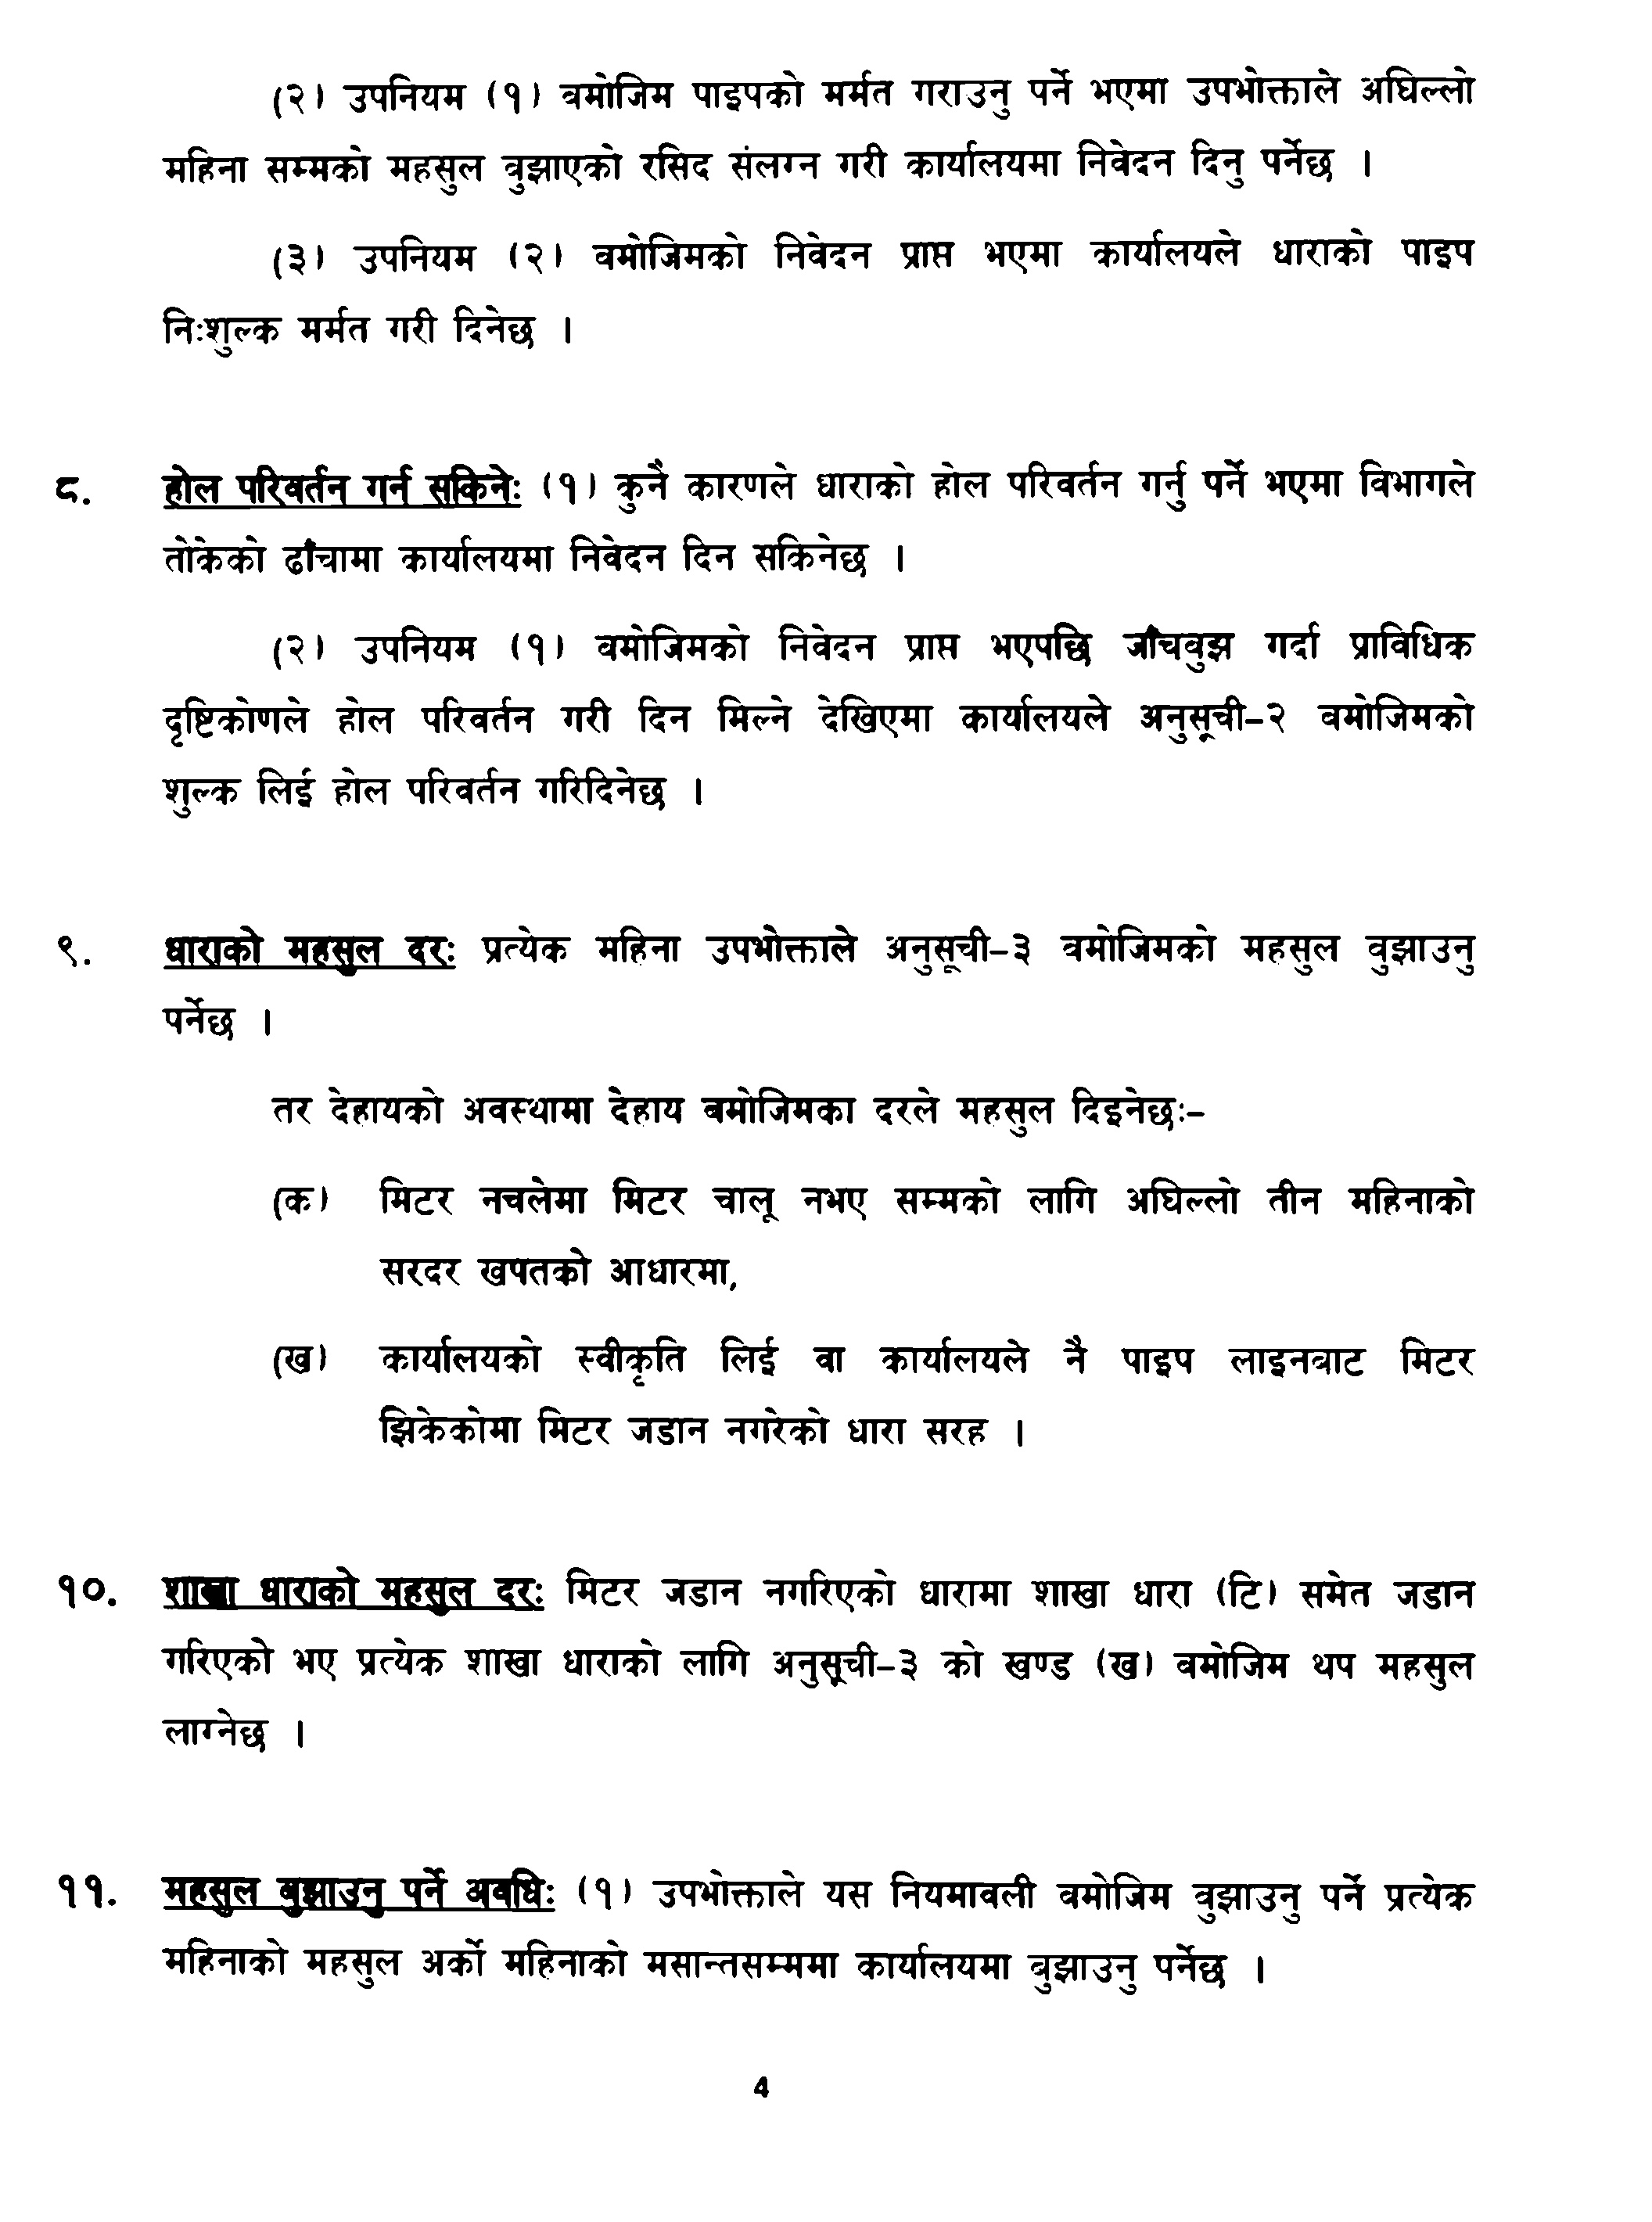 (२) उपनियम (१) बमोजिम पाइपको मर्मत गराउनु पर्ने भएमा उपभोक्ताले अघिल्लो
महिना सम्मको महसुल बुझाएको रसिद संलग्न गरी कार्यालयमा निवेदन दिनु पर्नेछ ।
(३) उपनियम (२) बमोजिमको निवेदन प्राप्त भएमा कार्यालयले धाराको पाइप
निःशुल्क मर्मत गरी दिनेछ ।
८. होल परिवर्तन गर्न सकिनेः (१) कुनै कारणले धाराको होल परिवर्तन गर्नु पर्ने भएमा विभागले
तोकेको ढाँचामा कार्यालयमा निवेदन दिन सकिनेछ ।
(२) उपनियम (१) बमोजिमको निवेदन प्राप्त भएपछि जाँचबुझ गर्दा प्राविधिक
दृष्टिकोणले होल परिवर्तन गरी दिन मिल्ने देखिएमा कार्यालयले अनुसूची–२ बमोजिमको
शुल्क लिई होल परिवर्तन गरिदिनेछ ।
९. धाराको महसुल दरः प्रत्येक महिना उपभोक्ताले अनुसूची–३ बमोजिमको महसुल बुझाउनु
पर्नेछ ।
तर देहायको अवस्थामा देहाय बमोजिमका दरले महसुल दिइनेछः–
(क) मिटर नचलेमा मिटर चालू नभए सम्मको लागि अघिल्लो तीन महिनाको
सरदर खपतको आधारमा,
(ख) कार्यालयको स्वीकृति लिई वा कार्यालयले नै पाइप लाइनबाट मिटर
झिकेकोमा मिटर जडान नगरेको धारा सरह ।
१०. शाखा धाराको महसुल दरः मिटर जडान नगरिएको धारामा शाखा धारा (टि) समेत जडान
गरिएको भए प्रत्येक शाखा धाराको लागि अनुसूची–३ को खण्ड (ख) बमोजिम थप महसुल
लाग्नेछ ।
११. महसुल बुझाउनु पर्ने अवधिः (१) उपभोक्ताले यस नियमावली बमोजिम बुझाउनु पर्ने प्रत्येक
महिनाको महसुल अर्को महिनाको मसान्तसम्ममा कार्यालयमा बुझाउनु पर्नेछ ।
4